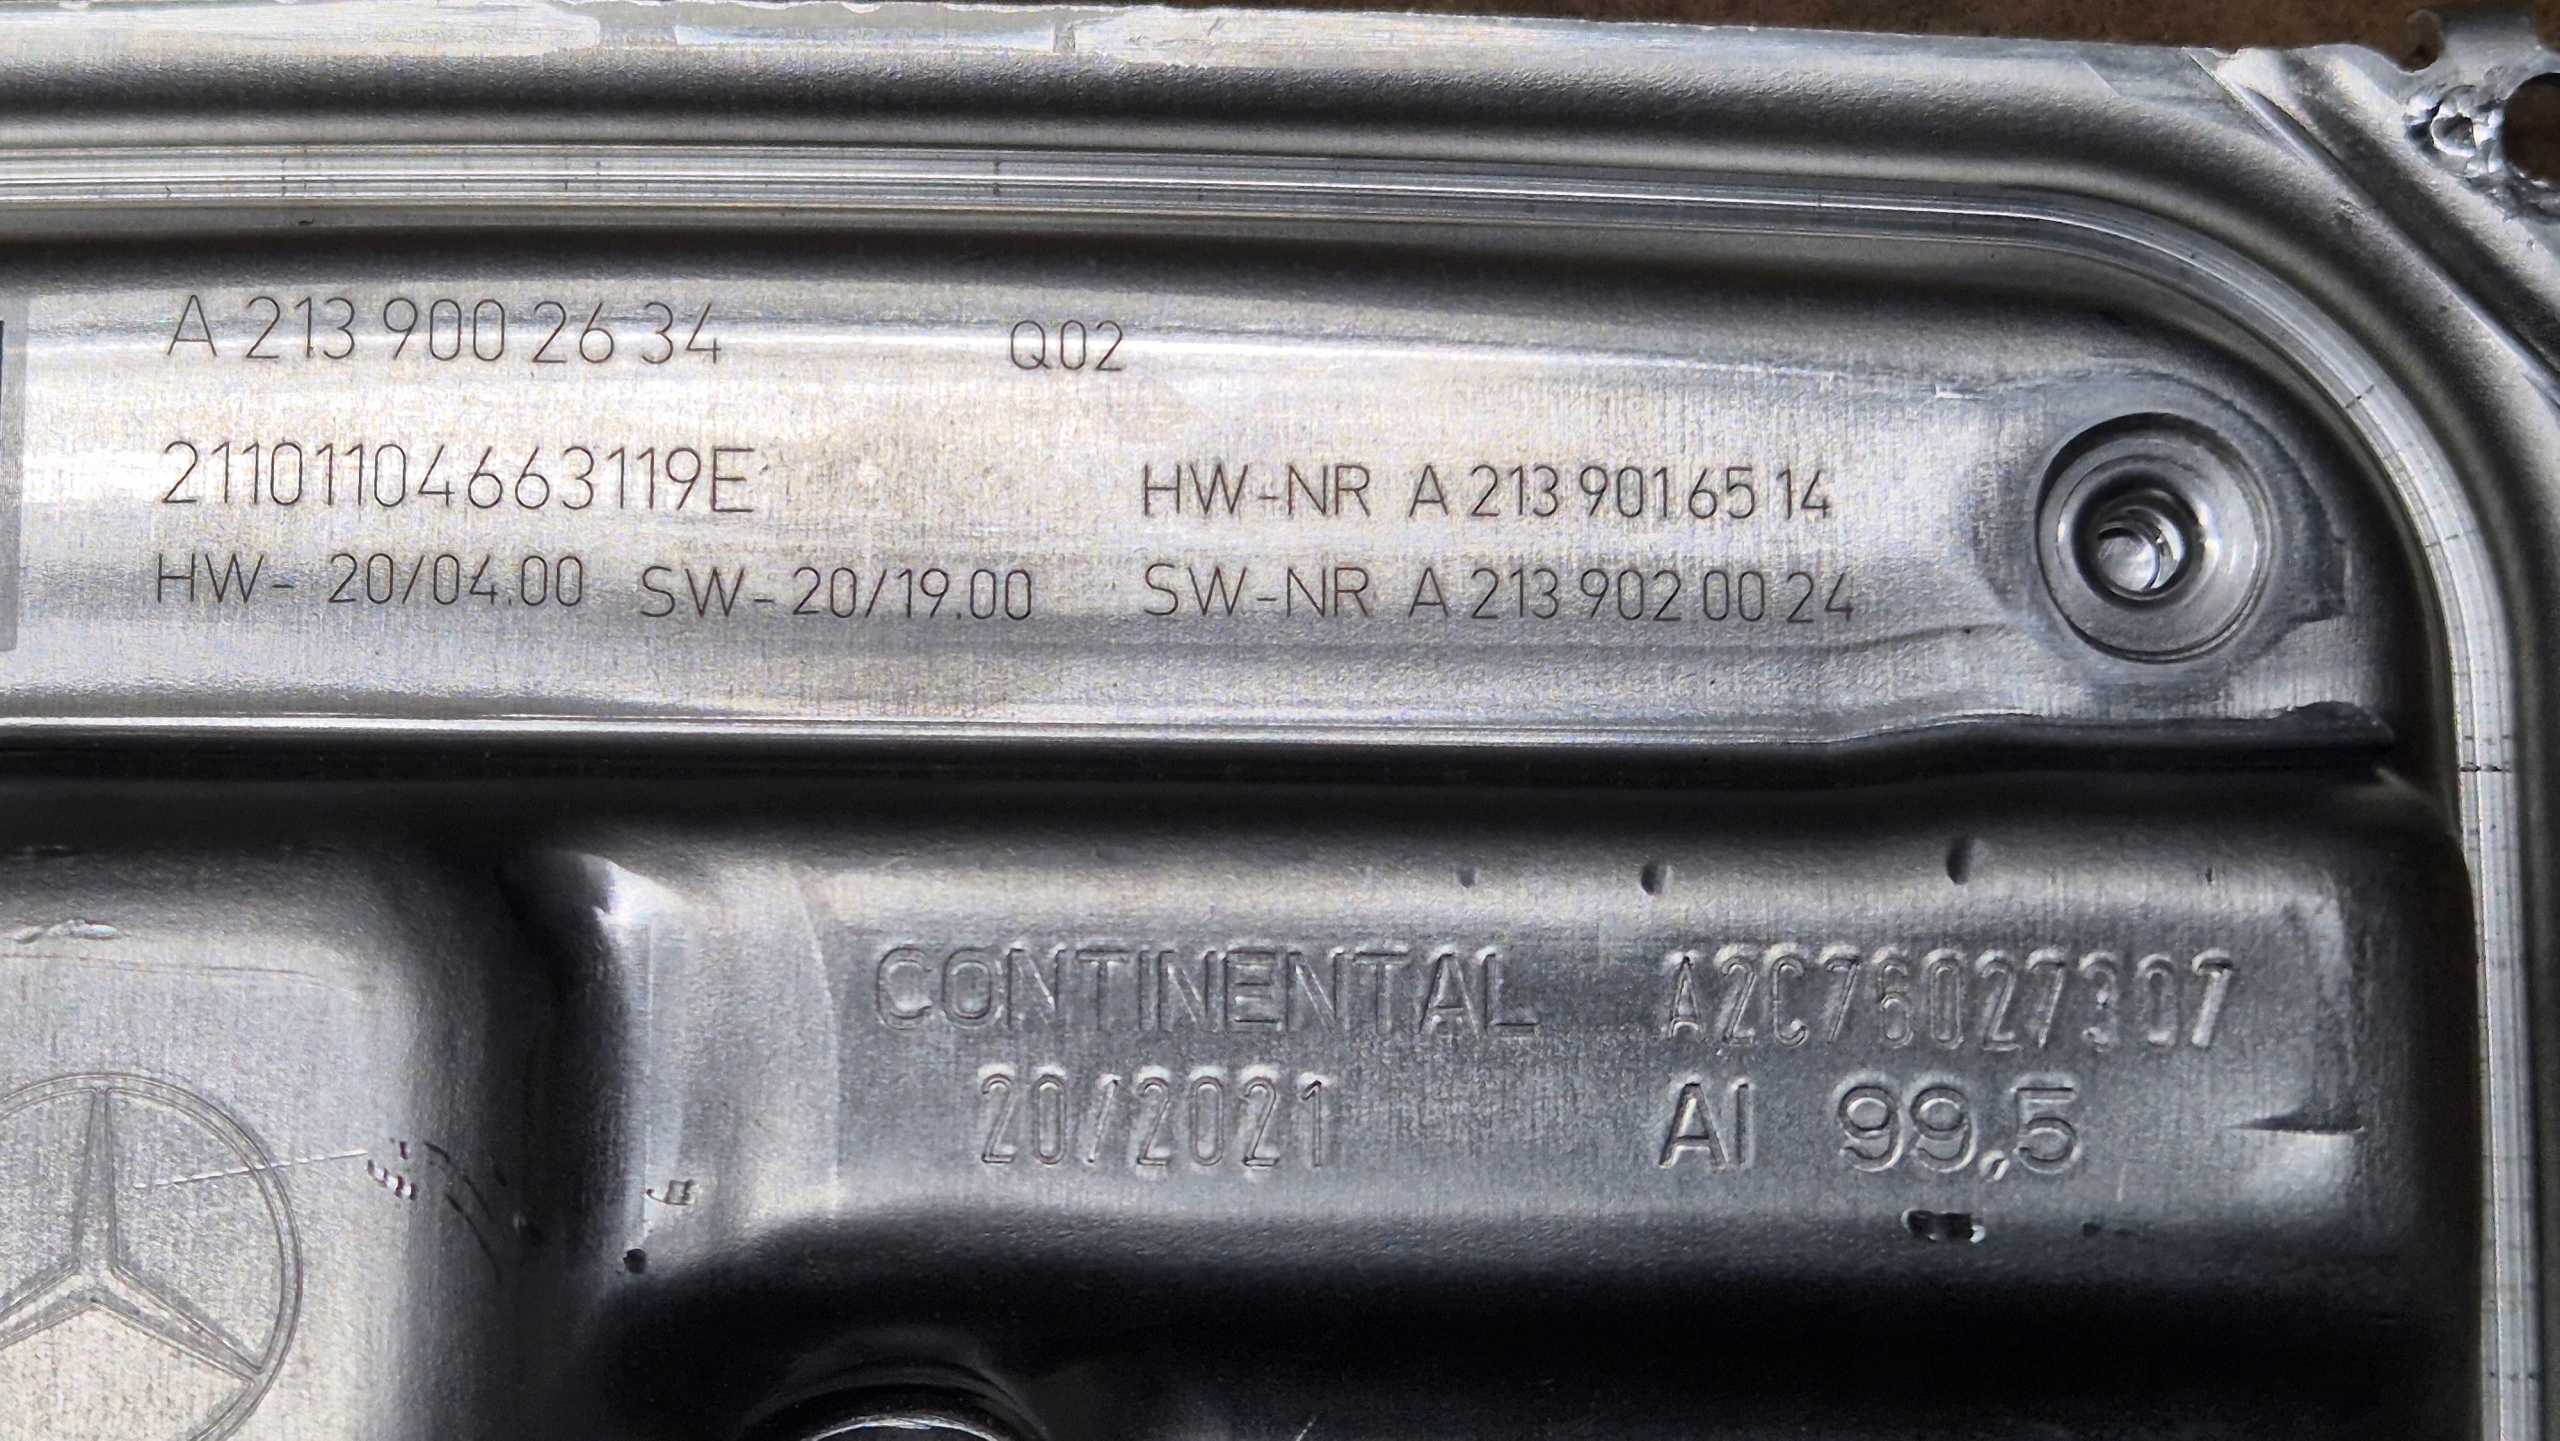 A 213 900 26 34 Q02
21101104663119E
HW-NR A 213 901 65 14
HW- 20/04.00 SW- 20/19.00
SW-NR A 213 902 00 24
CONTINENTAL A2C76027307
20/2021 Al 99,5